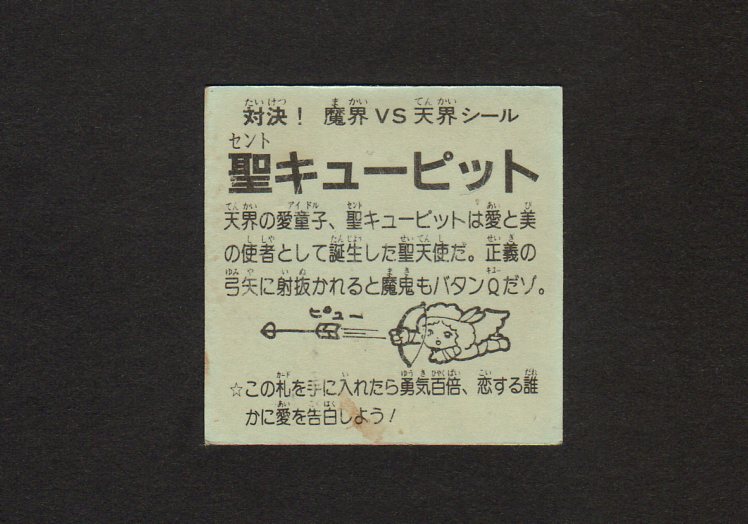 対決！ 魔界VS天界シール
聖キューピット
天界の愛童子、聖キューピットは愛と美
の使者として誕生した聖天使だ。正義の
弓矢に射抜かれると魔鬼もバタンQだゾ。
ピュー
☆この札を手に入れたら勇気百倍、恋する誰
かに愛を告白しよう！